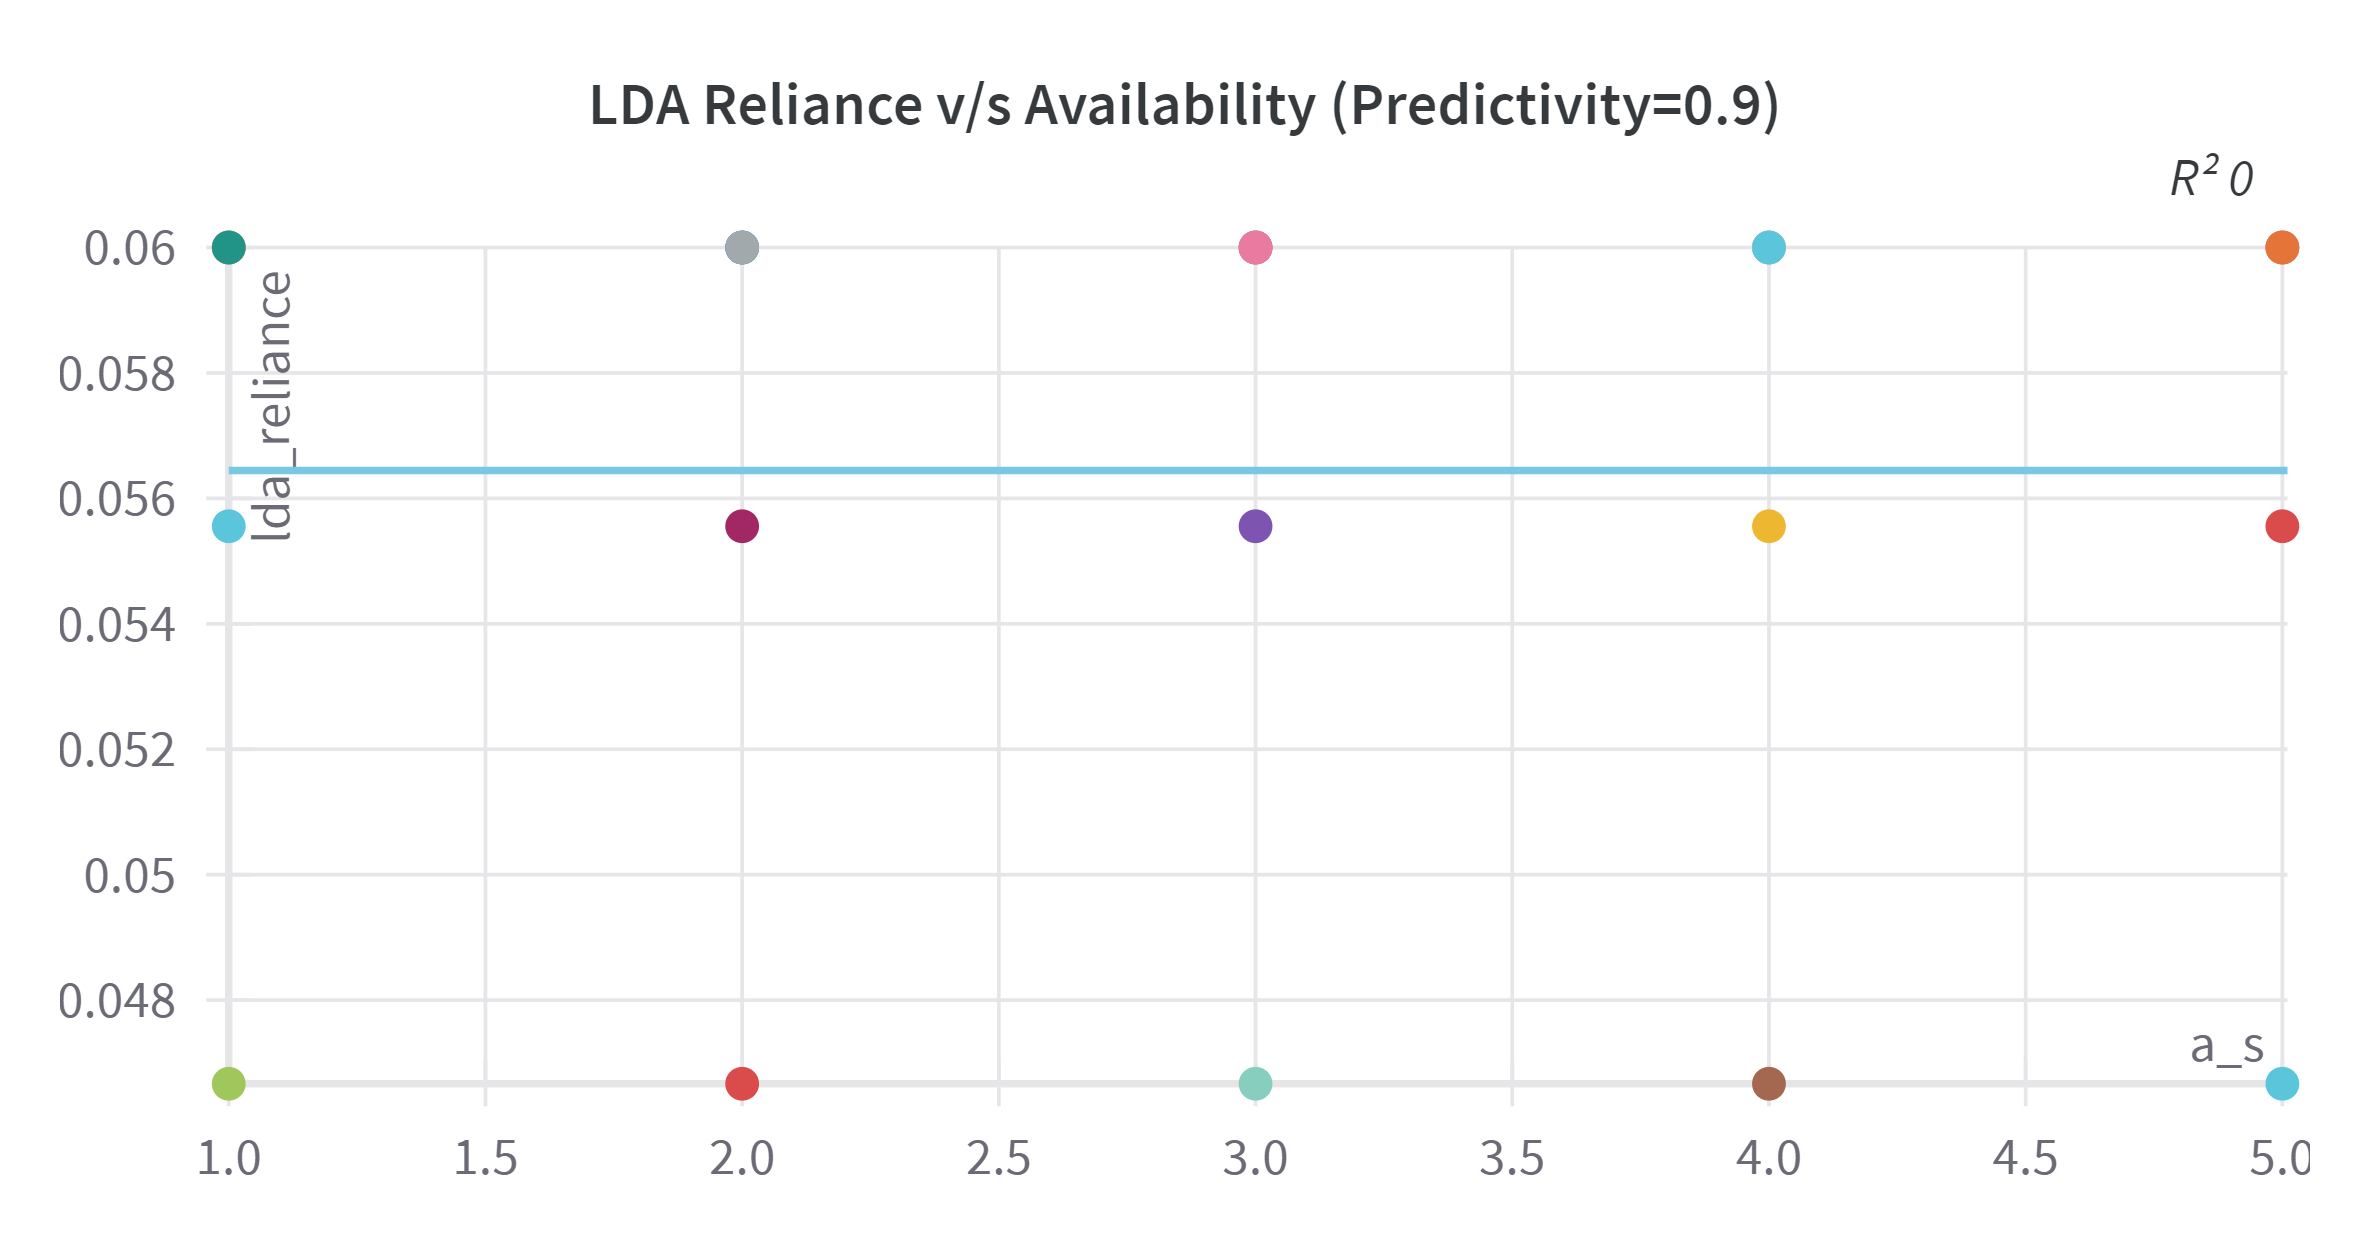 LDA Reliance v/s Availability (Predictivity=0.9)
R² 0
0.06
0.058
0.056
0.054
0.052
0.05
0.048
lda_reliance
a_s
1.0 1.5 2.0 2.5 3.0 3.5 4.0 4.5 5.0